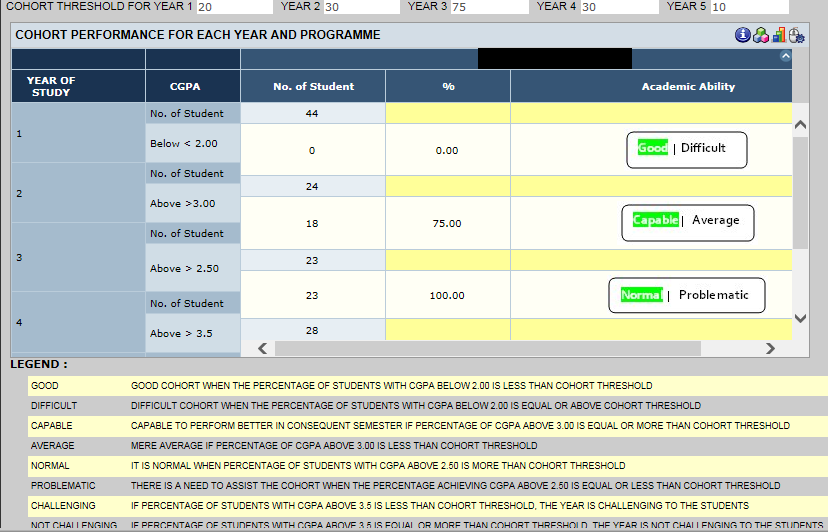 COHORT THRESHOLD FOR YEAR 1 20 YEAR 2 30 YEAR 3 75 YEAR 4 30 YEAR 5 10
COHORT PERFORMANCE FOR EACH YEAR AND PROGRAMME
YEAR OF STUDY CGPA No. of Student % Academic Ability
1 No. of Student 44
Below < 2.00 0 0.00 Good | Difficult
2 No. of Student 24
Above >3.00 18 75.00 Capable | Average
3 No. of Student 23
Above > 2.50 23 100.00 Normal | Problematic
4 No. of Student 28
Above > 3.5
LEGEND :
GOOD GOOD COHORT WHEN THE PERCENTAGE OF STUDENTS WITH CGPA BELOW 2.00 IS LESS THAN COHORT THRESHOLD
DIFFICULT DIFFICULT COHORT WHEN THE PERCENTAGE OF STUDENTS WITH CGPA BELOW 2.00 IS EQUAL OR ABOVE COHORT THRESHOLD
CAPABLE CAPABLE TO PERFORM BETTER IN CONSEQUENT SEMESTER IF PERCENTAGE OF CGPA ABOVE 3.00 IS EQUAL OR MORE THAN COHORT THRESHOLD
AVERAGE MERE AVERAGE IF PERCENTAGE OF CGPA ABOVE 3.00 IS LESS THAN COHORT THRESHOLD
NORMAL IT IS NORMAL WHEN PERCENTAGE OF STUDENTS WITH CGPA ABOVE 2.50 IS MORE THAN COHORT THRESHOLD
PROBLEMATIC THERE IS A NEED TO ASSIST THE COHORT WHEN THE PERCENTAGE ACHIEVING CGPA ABOVE 2.50 IS EQUAL OR LESS THAN COHORT THRESHOLD
CHALLENGING IF PERCENTAGE OF STUDENTS WITH CGPA ABOVE 3.5 IS LESS THAN COHORT THRESHOLD, THE YEAR IS CHALLENGING TO THE STUDENTS
NOT CHALLENGING IF PERCENTAGE OF STUDENTS WITH CGPA ABOVE 3.5 IS EQUAL OR MORE THAN COHORT THRESHOLD, THE YEAR IS NOT CHALLENGING TO THE STUDENTS